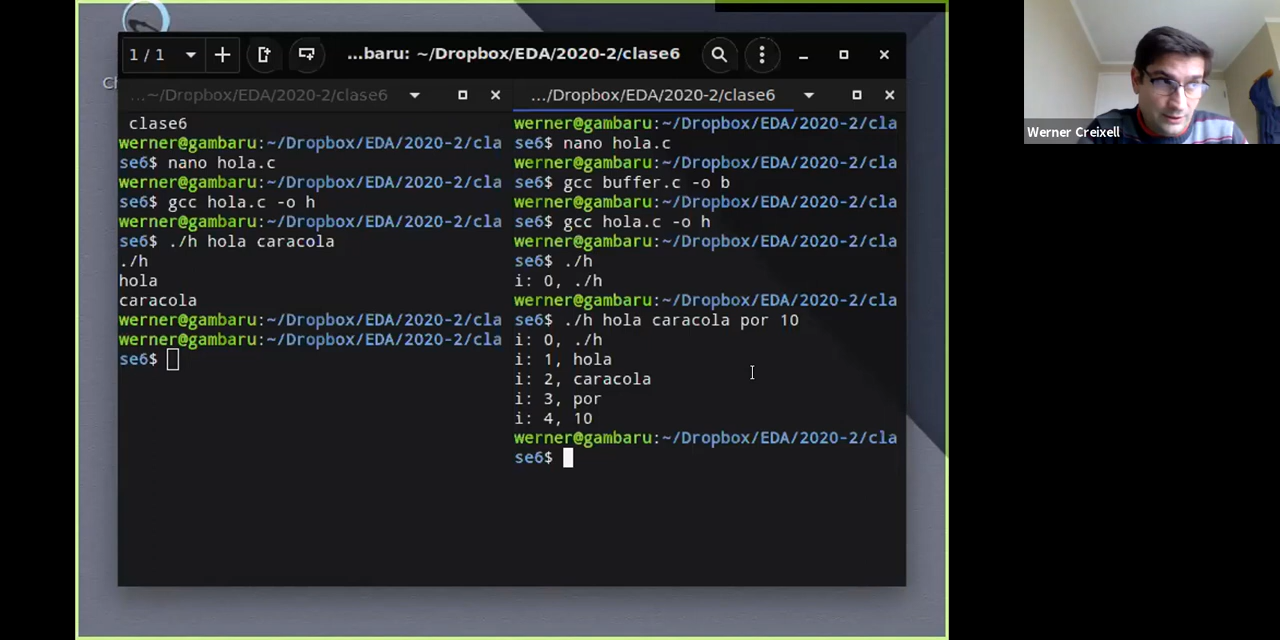 1 / 1
...baru: ~/Dropbox/EDA/2020-2/clase6
Ch
...~/Dropbox/EDA/2020-2/clase6
clase6
werner@gambaru:~/Dropbox/EDA/2020-2/cla
se6$ nano hola.c
werner@gambaru:~/Dropbox/EDA/2020-2/cla
se6$ gcc hola.c -o h
werner@gambaru:~/Dropbox/EDA/2020-2/cla
se6$ ./h hola caracola
./h
hola
caracola
werner@gambaru:~/Dropbox/EDA/2020-2/cla
werner@gambaru:~/Dropbox/EDA/2020-2/cla
se6$
.../Dropbox/EDA/2020-2/clase6
werner@gambaru:~/Dropbox/EDA/2020-2/cla
se6$ nano hola.c
werner@gambaru:~/Dropbox/EDA/2020-2/cla
se6$ gcc buffer.c -o b
werner@gambaru:~/Dropbox/EDA/2020-2/cla
se6$ gcc hola.c -o h
werner@gambaru:~/Dropbox/EDA/2020-2/cla
se6$ ./h
i: 0, ./h
werner@gambaru:~/Dropbox/EDA/2020-2/cla
se6$ ./h hola caracola por 10
i: 0, ./h
i: 1, hola
i: 2, caracola
i: 3, por
i: 4, 10
werner@gambaru:~/Dropbox/EDA/2020-2/cla
se6$
Werner Creixell